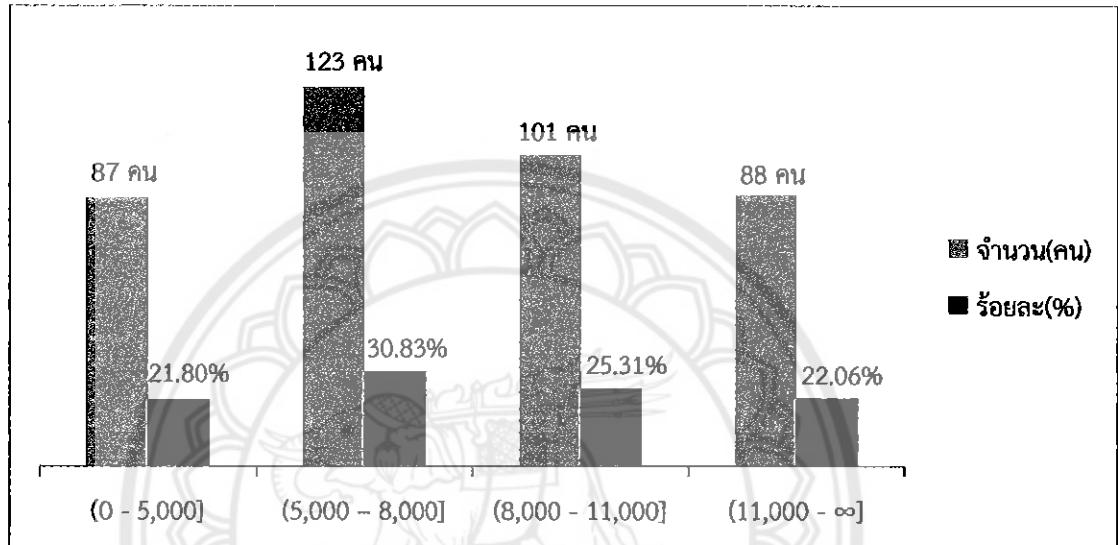 123 คน
101 คน
87 คน
88 คน
จำนวน(คน)
ร้อยละ(%)
21.80%
30.83%
25.31%
22.06%
(0 - 5,000]
(5,000 – 8,000]
(8,000 - 11,000]
(11,000 - ∞]